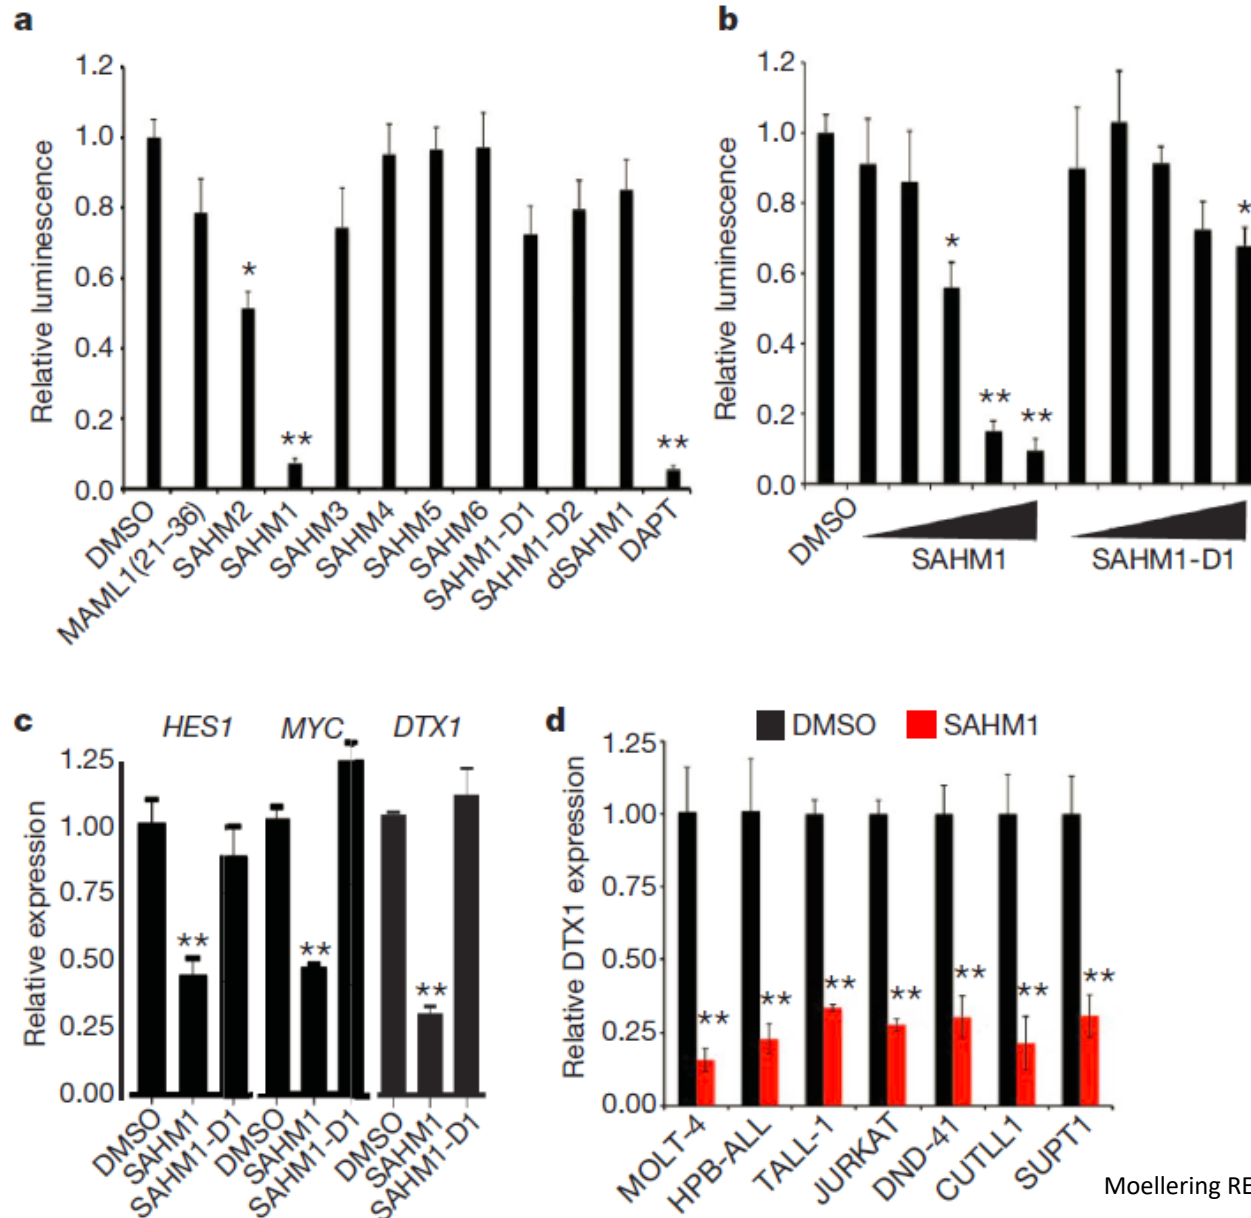 a
1.2
1.0
0.8
0.6
0.4
0.2
0.0
Relative luminescence
*
**
**
DMSO
MAML1(21–36)
SAHM2
SAHM1
SAHM3
SAHM4
SAHM5
SAHM6
SAHM1-D1
SAHM1-D2
dSAHM1
DAPT
b
1.2
1.0
0.8
0.6
0.4
0.2
0.0
Relative luminescence
*
**
**
*
DMSO
SAHM1
SAHM1-D1
c
HES1 MYC DTX1
1.25
1.00
0.75
0.50
0.25
0.00
Relative expression
**
**
**
DMSO
SAHM1
SAHM1-D1
DMSO
SAHM1
SAHM1-D1
DMSO
SAHM1
SAHM1-D1
d
DMSO SAHM1
1.25
1.00
0.75
0.50
0.25
0.00
Relative DTX1 expression
**
**
**
**
**
**
**
MOLT-4
HPB-ALL
TALL-1
JURKAT
DND-41
CUTLL1
SUPT1
Moellering RE